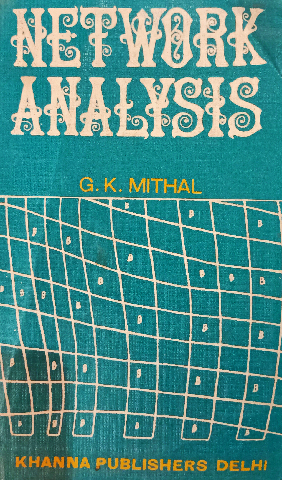 NETWORK
ANALYSIS
G. K. MITHAL
KHANNA PUBLISHERS DELHI